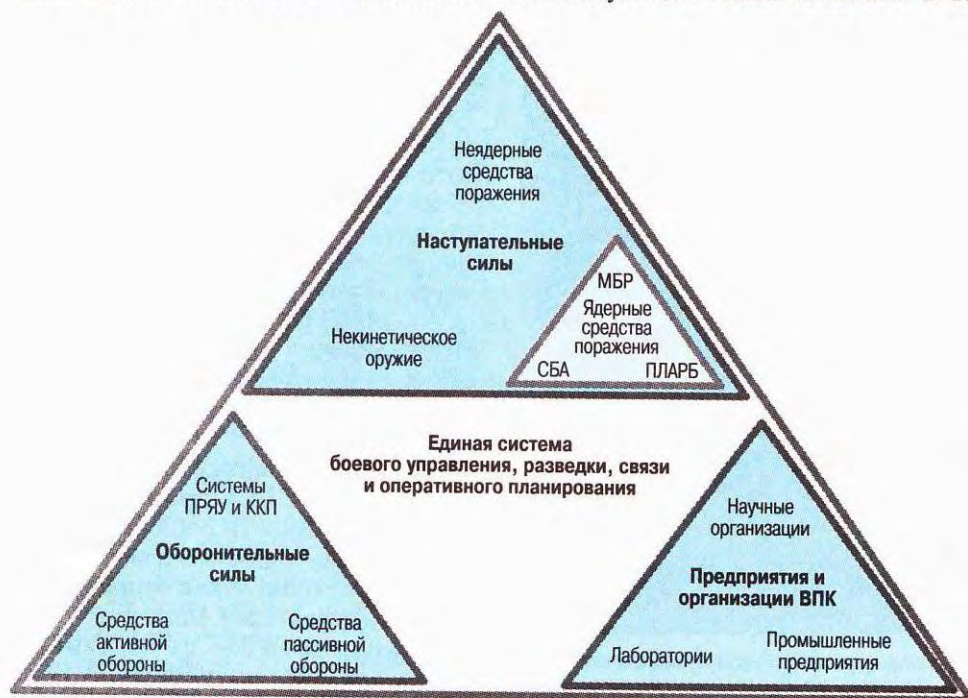 Неядерные
средства
поражения
Наступательные
силы
Некинетическое
оружие
МБР
Ядерные
средства
поражения
СБА ПЛАРБ
Единая система
боевого управления, разведки, связи
и оперативного планирования
Системы
ПРЯУ и ККП
Оборонительные
силы
Средства
активной
обороны
Средства
пассивной
обороны
Научные
организации
Предприятия и
организации ВПК
Лаборатории
Промышленные
предприятия